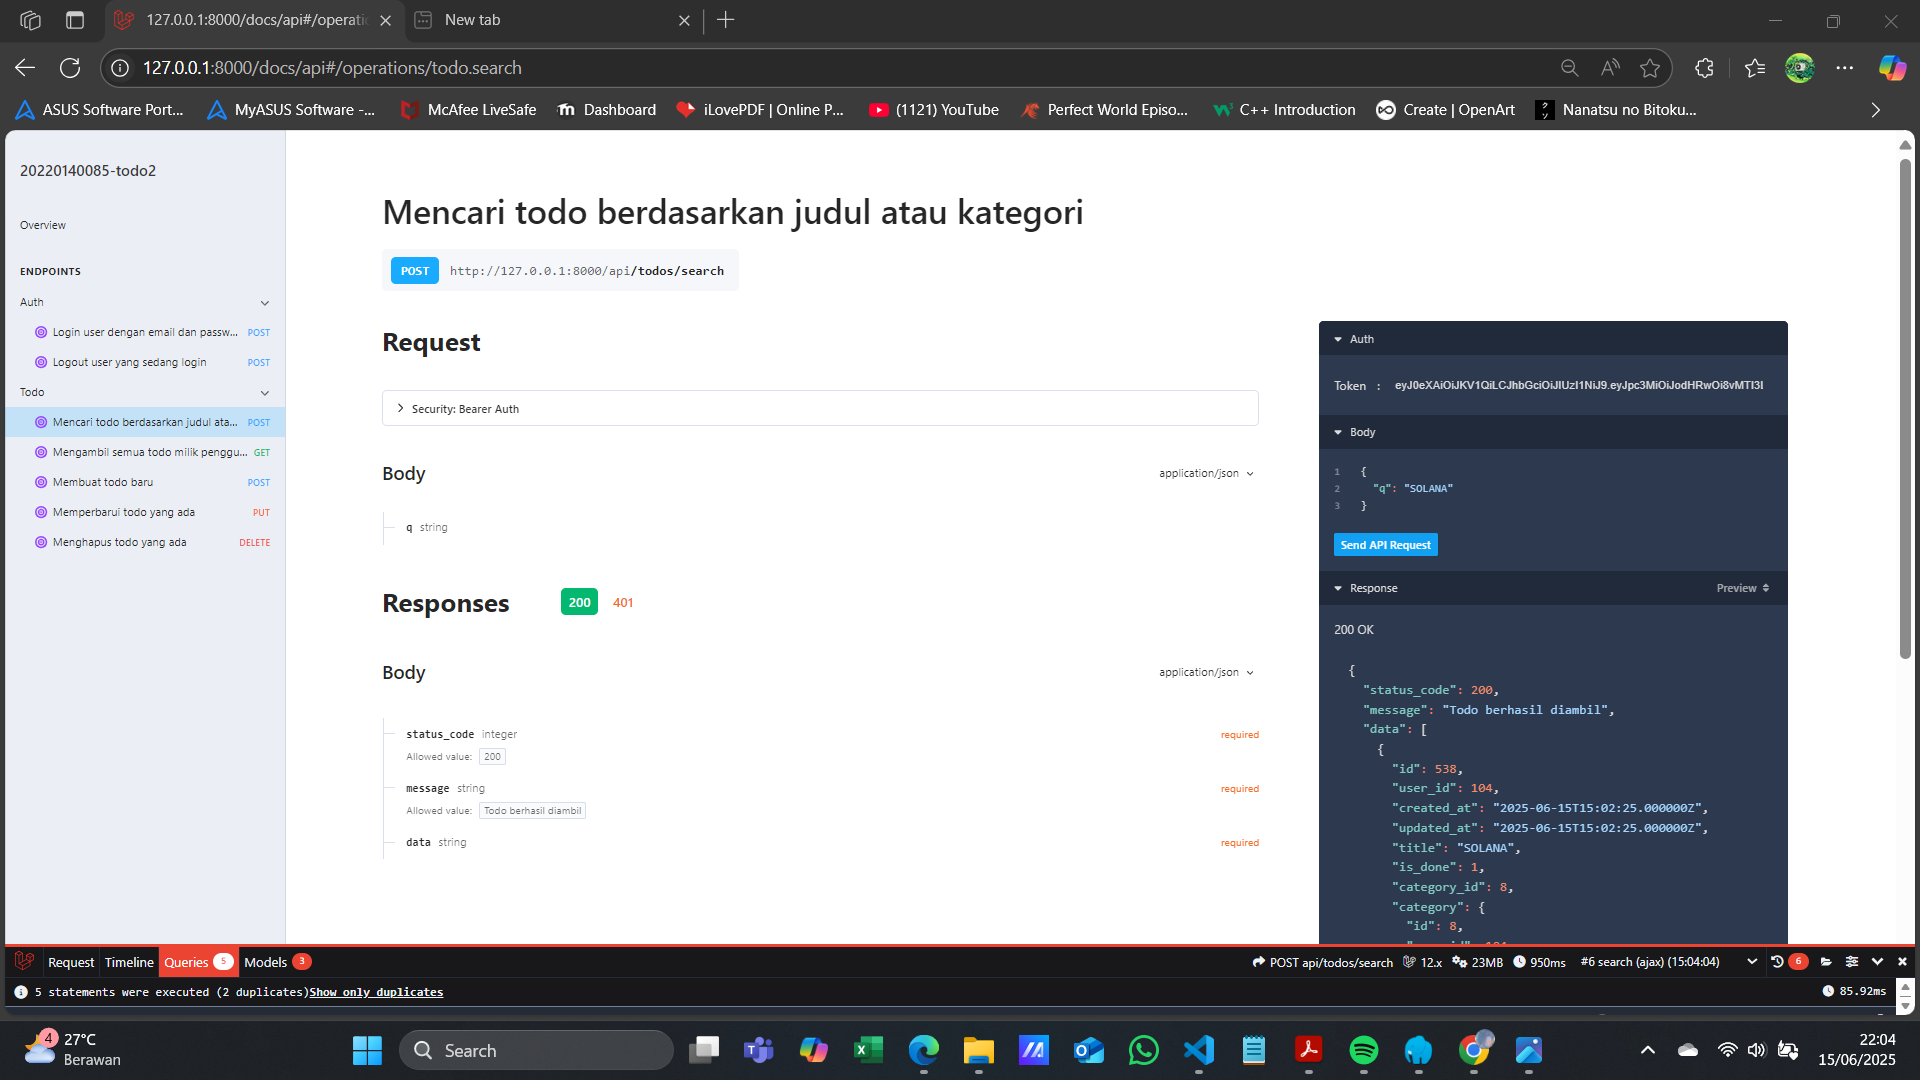 127.0.0.1:8000/docs/api#/operati
New tab
127.0.0.1:8000/docs/api#/operations/todo.search
ASUS Software Port...
MyASUS Software -...
McAfee LiveSafe
Dashboard
iLovePDF | Online P...
(1121) YouTube
Perfect World Episo...
C++ Introduction
Create | OpenArt
Nanatsu no Bitoku...
20220140085-todo2
Overview
ENDPOINTS
Auth
Login user dengan email dan passw... POST
Logout user yang sedang login POST
Todo
Mencari todo berdasarkan judul ata... POST
Mengambil semua todo milik penggu... GET
Membuat todo baru POST
Memperbarui todo yang ada PUT
Menghapus todo yang ada DELETE
Mencari todo berdasarkan judul atau kategori
POST http://127.0.0.1:8000/api/todos/search
Request
Security: Bearer Auth
Body application/json
q string
Responses 200 401
Body application/json
status_code integer required
Allowed value: 200
message string required
Allowed value: Todo berhasil diambil
data string required
Auth
Token : eyJ0eXAiOiJKV1QiLCJhbGciOiJIUzI1NiJ9.eyJpc3MiOiJodHRwOi8vMTI3I
Body
1 {
2 "q": "SOLANA"
3 }
Send API Request
Response Preview
200 OK
{
"status_code": 200,
"message": "Todo berhasil diambil",
"data": [
{
"id": 538,
"user_id": 104,
"created_at": "2025-06-15T15:02:25.000000Z",
"updated_at": "2025-06-15T15:02:25.000000Z",
"title": "SOLANA",
"is_done": 1,
"category_id": 8,
"category": {
"id": 8,
Request Timeline Queries 5 Models 3
POST api/todos/search 12.x 23MB 950ms #6 search (ajax) (15:04:04) 6
5 statements were executed (2 duplicates)Show only duplicates 85.92ms
4
27°C
Berawan
Search
22:04
15/06/2025